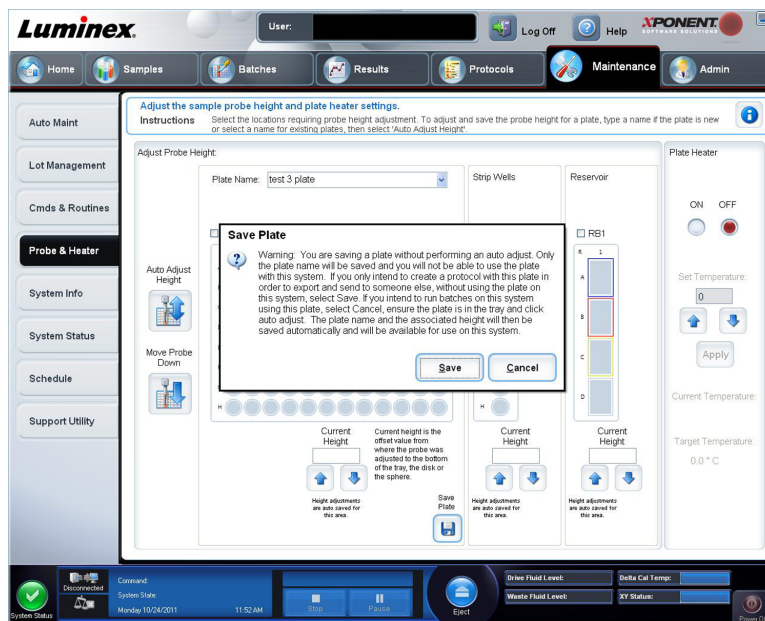 Luminex.
User:
Log Off
Help
XPONENT.
SOFTWARE SOLUTIONS
Home
Samples
Batches
Results
Protocols
Maintenance
Admin
Auto Maint
Lot Management
Cmds & Routines
Probe & Heater
System Info
System Status
Schedule
Support Utility
Adjust the sample probe height and plate heater settings.
Instructions
Select the locations requiring probe height adjustment. To adjust and save the probe height for a plate, type a name if the plate is new
or select a name for existing plates, then select 'Auto Adjust Height'.
Adjust Probe Height:
Plate Name:
test 3 plate
Auto Adjust
Height
Move Probe
Down
Save Plate
Warning: You are saving a plate without performing an auto adjust. Only
the plate name will be saved and you will not be able to use the plate
with this system. If you only intend to create a protocol with this plate in
order to export and send to someone else, without using the plate on
this system, select Save. If you intend to run batches on this system
using this plate, select Cancel, ensure the plate is in the tray and click
auto adjust. The plate name and the associated height will then be
saved automatically and will be available for use on this system.
Save
Cancel
H
Current
Height
Current height is the
offset value from
where the probe was
adjusted to the bottom
of the tray, the disk or
the sphere.
Height adjustments
are auto saved for
this area.
Save
Plate
Strip Wells
H
Current
Height
Height adjustments
are auto saved for
this area.
Reservoir
RB1
R 1
A
B
C
D
Current
Height
Height adjustments
are auto saved for
this area.
Plate Heater
ON OFF
Set Temperature:
0
Apply
Current Temperature:
Target Temperature:
0.0 ° C
System Status
Disconnected
Command:
System State:
Monday 10/24/2011
11:52 AM
Stop
Pause
Eject
Drive Fluid Level:
Waste Fluid Level:
Delta Cal Temp:
XY Status: